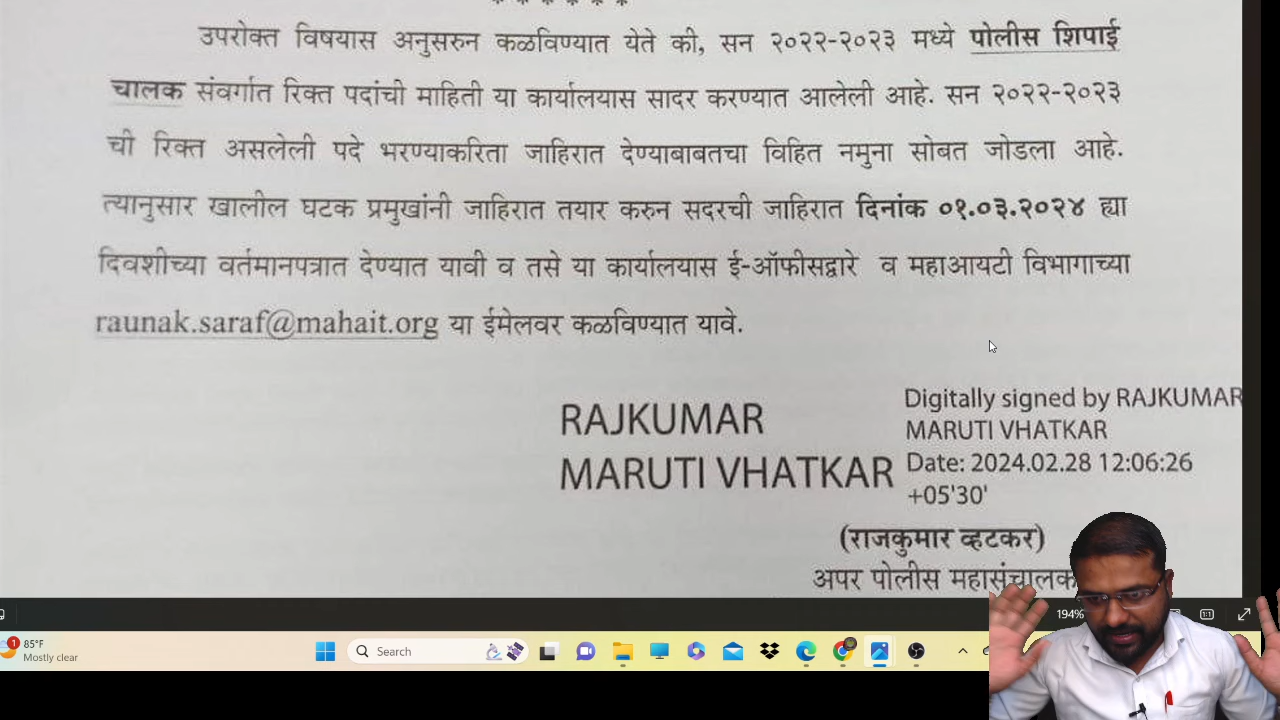 ******
उपरोक्त विषयास अनुसरुन कळविण्यात येते की, सन २०२२-२०२३ मध्ये पोलीस शिपाई
चालक संवर्गात रिक्त पदांची माहिती या कार्यालयास सादर करण्यात आलेली आहे. सन २०२२-२०२३
ची रिक्त असलेली पदे भरण्याकरिता जाहिरात देण्याबाबतचा विहित नमुना सोबत जोडला आहे.
त्यानुसार खालील घटक प्रमुखांनी जाहिरात तयार करुन सदरची जाहिरात दिनांक ०१.०३.२०२४ ह्या
दिवशीच्या वर्तमानपत्रात देण्यात यावी व तसे या कार्यालयास ई-ऑफीसद्वारे व महाआयटी विभागाच्या
raunak.saraf@mahait.org या ईमेलवर कळविण्यात यावे.
RAJKUMAR
MARUTI VHATKAR
Digitally signed by RAJKUMAR
MARUTI VHATKAR
Date: 2024.02.28 12:06:26
+05'30'
(राजकुमार व्हटकर)
अपर पोलीस महासंचालक
194%
1:1
1
85°F
Mostly clear
Search